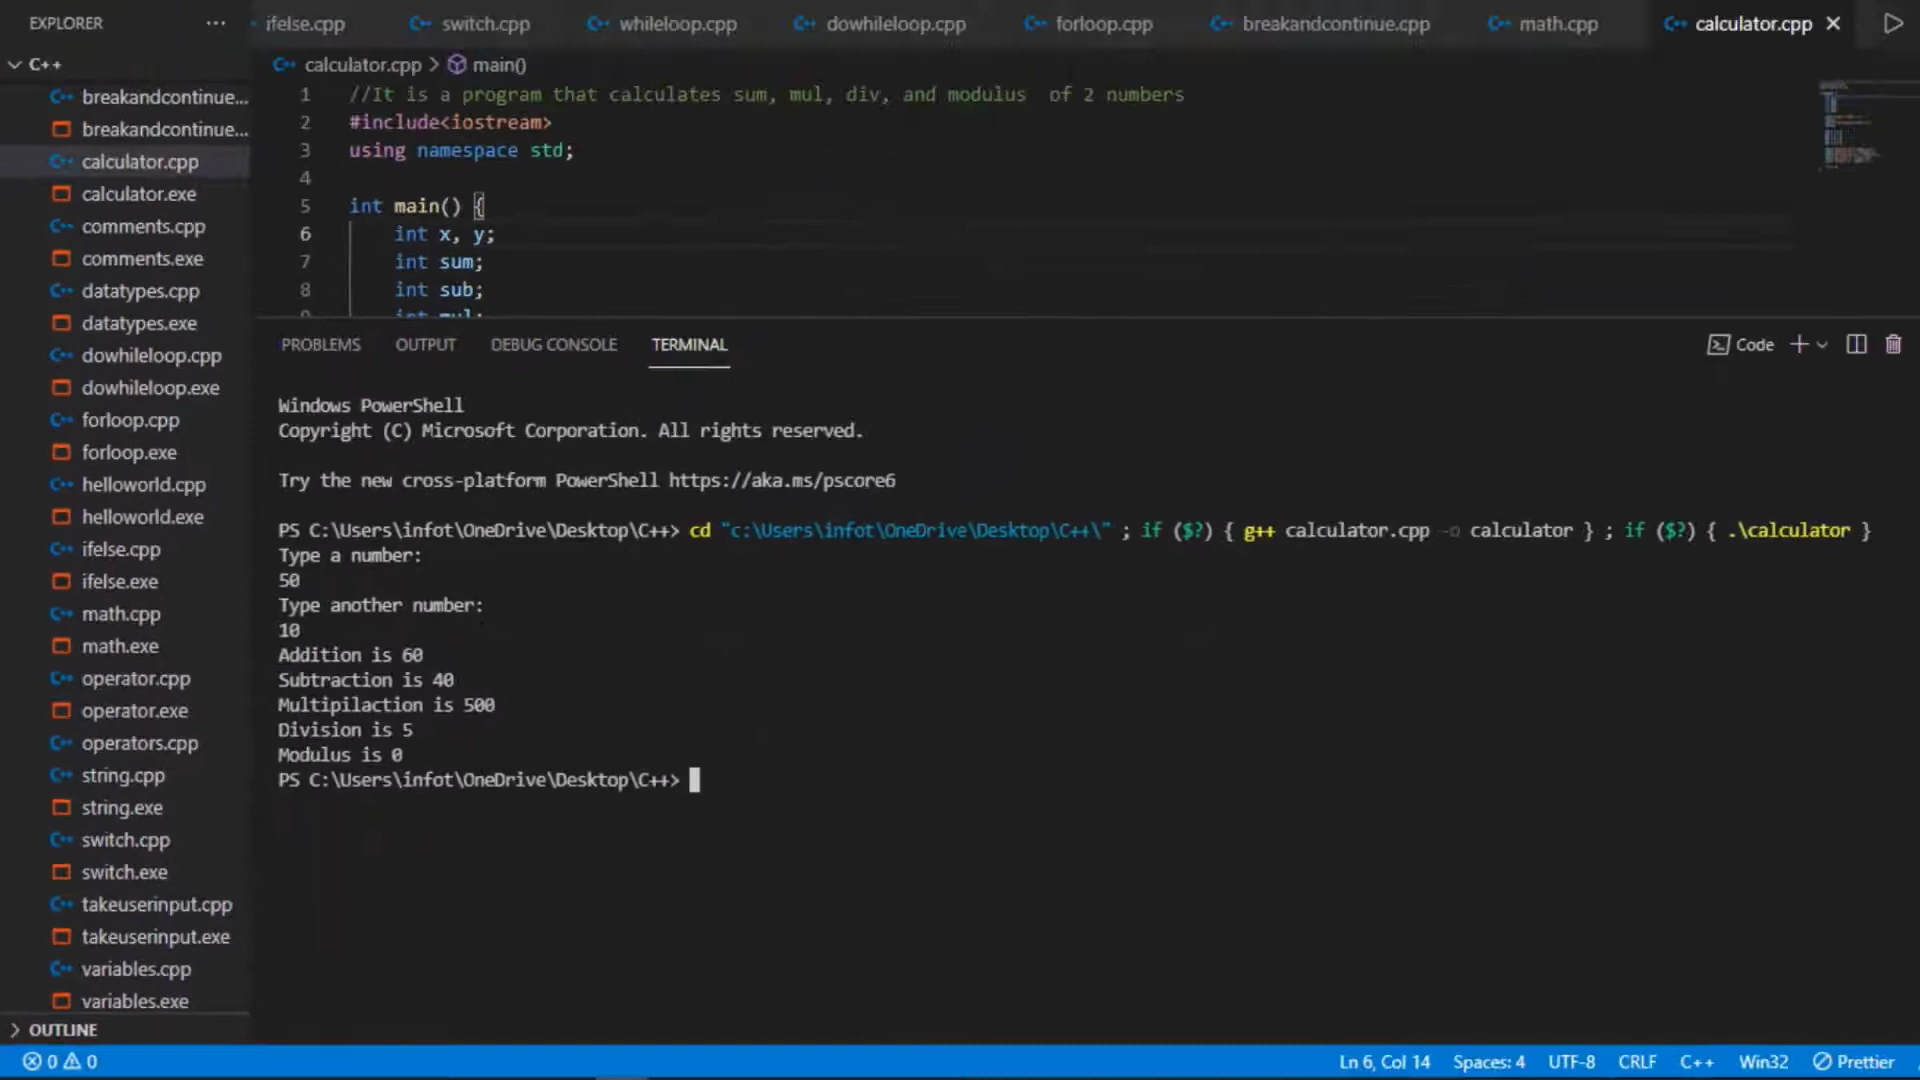 EXPLORER ...
ifelse.cpp switch.cpp whileloop.cpp dowhileloop.cpp forloop.cpp breakandcontinue.cpp math.cpp calculator.cpp
C++
breakandcontinue...
breakandcontinue...
calculator.cpp
calculator.exe
comments.cpp
comments.exe
datatypes.cpp
datatypes.exe
dowhileloop.cpp
dowhileloop.exe
forloop.cpp
forloop.exe
helloworld.cpp
helloworld.exe
ifelse.cpp
ifelse.exe
math.cpp
math.exe
operator.cpp
operator.exe
operators.cpp
string.cpp
string.exe
switch.cpp
switch.exe
takeuserinput.cpp
takeuserinput.exe
variables.cpp
variables.exe
OUTLINE
calculator.cpp > main()
1 //It is a program that calculates sum, mul, div, and modulus  of 2 numbers
2 #include<iostream>
3 using namespace std;
4
5 int main() {
6 int x, y;
7 int sum;
8 int sub;
9 int mul;
PROBLEMS OUTPUT DEBUG CONSOLE TERMINAL
Code
Windows PowerShell
Copyright (C) Microsoft Corporation. All rights reserved.
Try the new cross-platform PowerShell https://aka.ms/pscore6
PS C:\Users\infot\OneDrive\Desktop\C++> cd "c:\Users\infot\OneDrive\Desktop\C++\" ; if ($?) { g++ calculator.cpp -o calculator } ; if ($?) { .\calculator }
Type a number:
50
Type another number:
10
Addition is 60
Subtraction is 40
Multipilaction is 500
Division is 5
Modulus is 0
PS C:\Users\infot\OneDrive\Desktop\C++>
0 0
Ln 6, Col 14 Spaces: 4 UTF-8 CRLF C++ Win32 Prettier